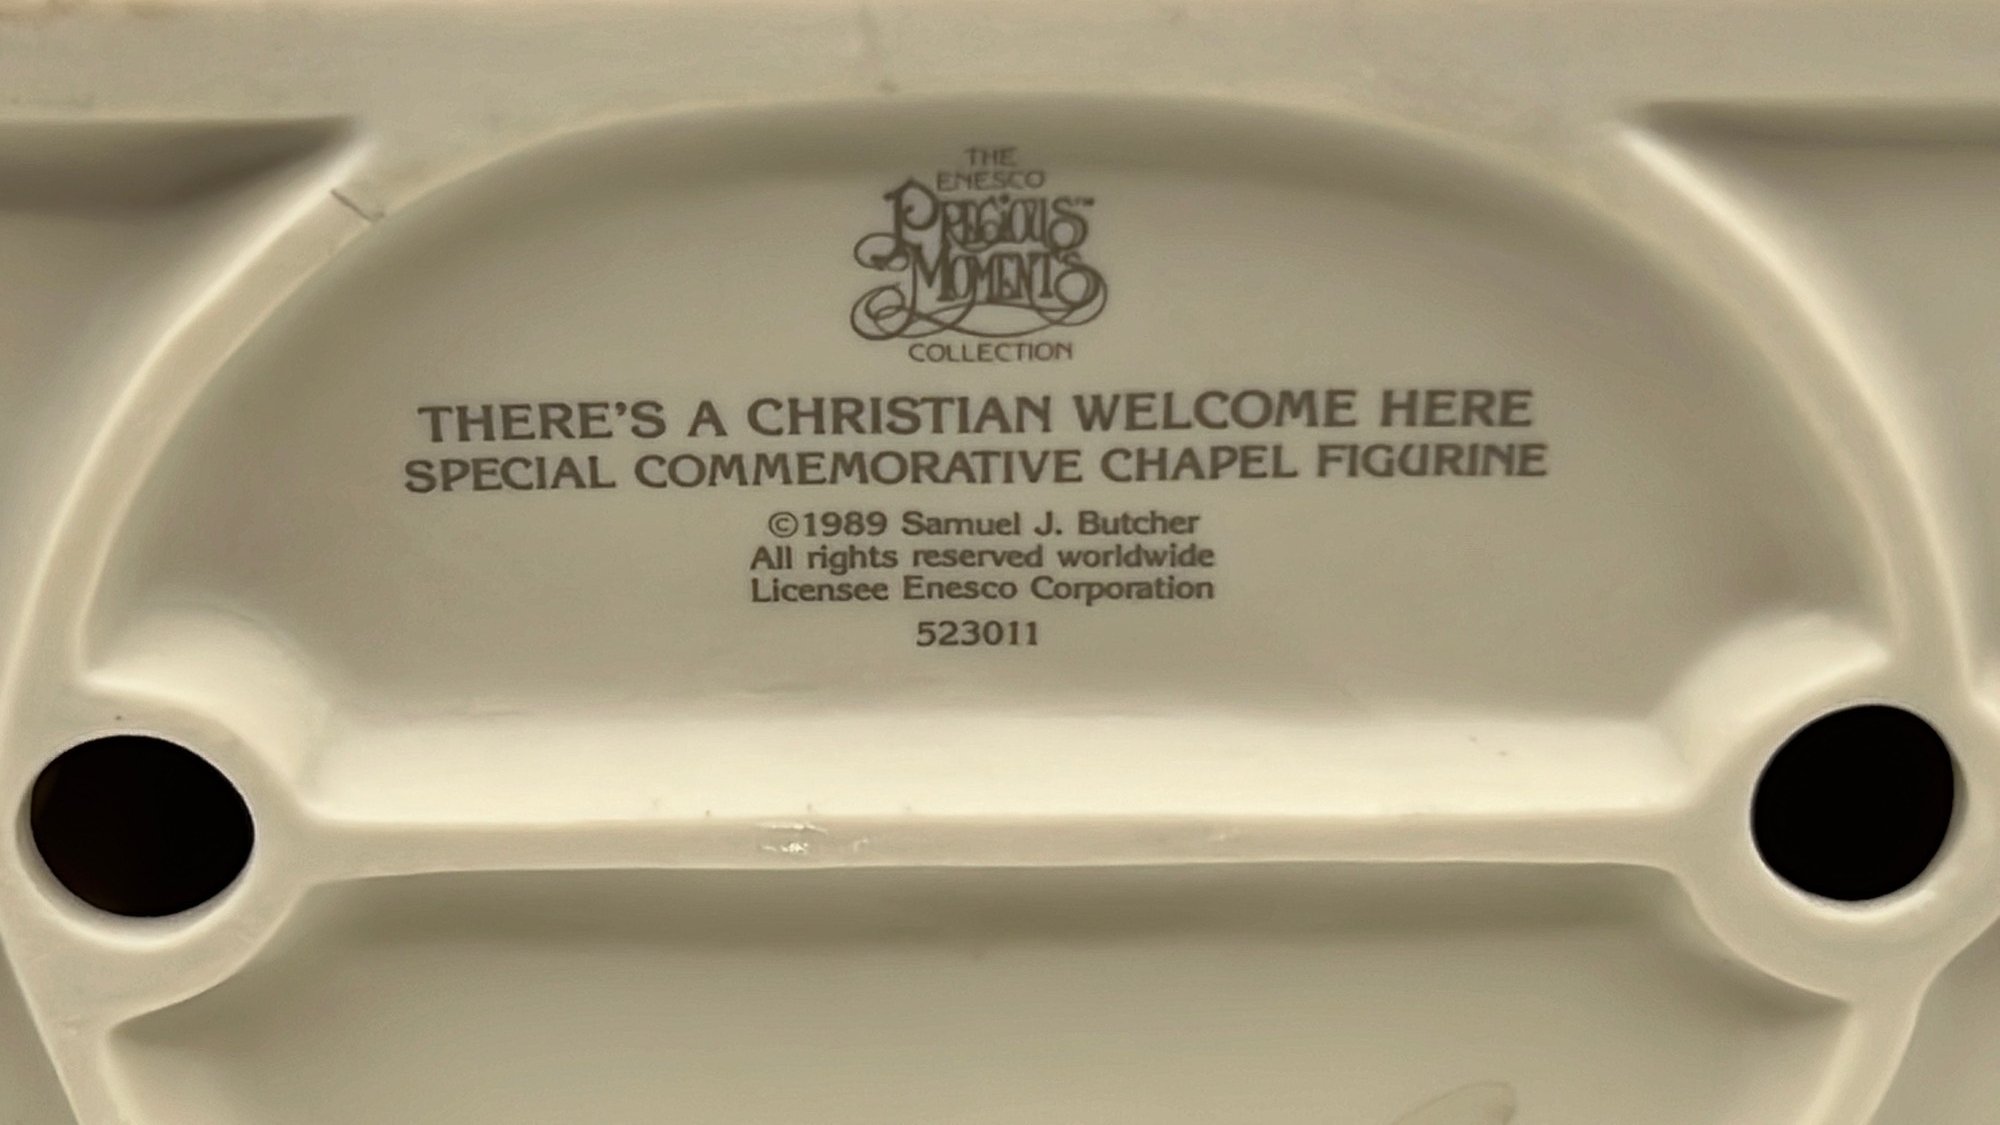 THE
ENESCO
PRECIOUS™
MOMENTS
COLLECTION
THERE'S A CHRISTIAN WELCOME HERE
SPECIAL COMMEMORATIVE CHAPEL FIGURINE
©1989 Samuel J. Butcher
All rights reserved worldwide
Licensee Enesco Corporation
523011